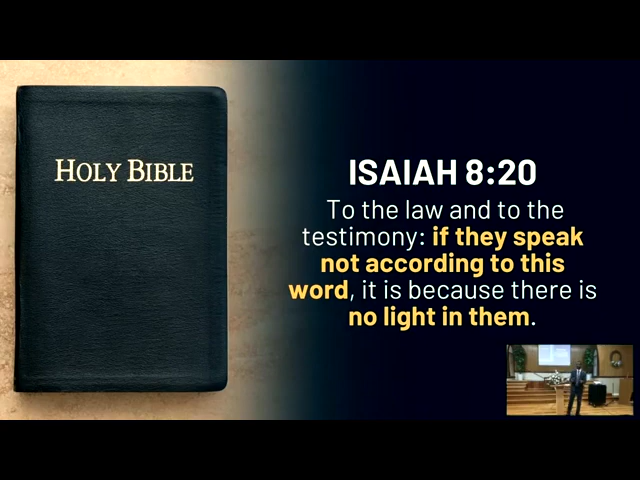 HOLY BIBLE
ISAIAH 8:20
To the law and to the
testimony: if they speak
not according to this
word, it is because there is
no light in them.